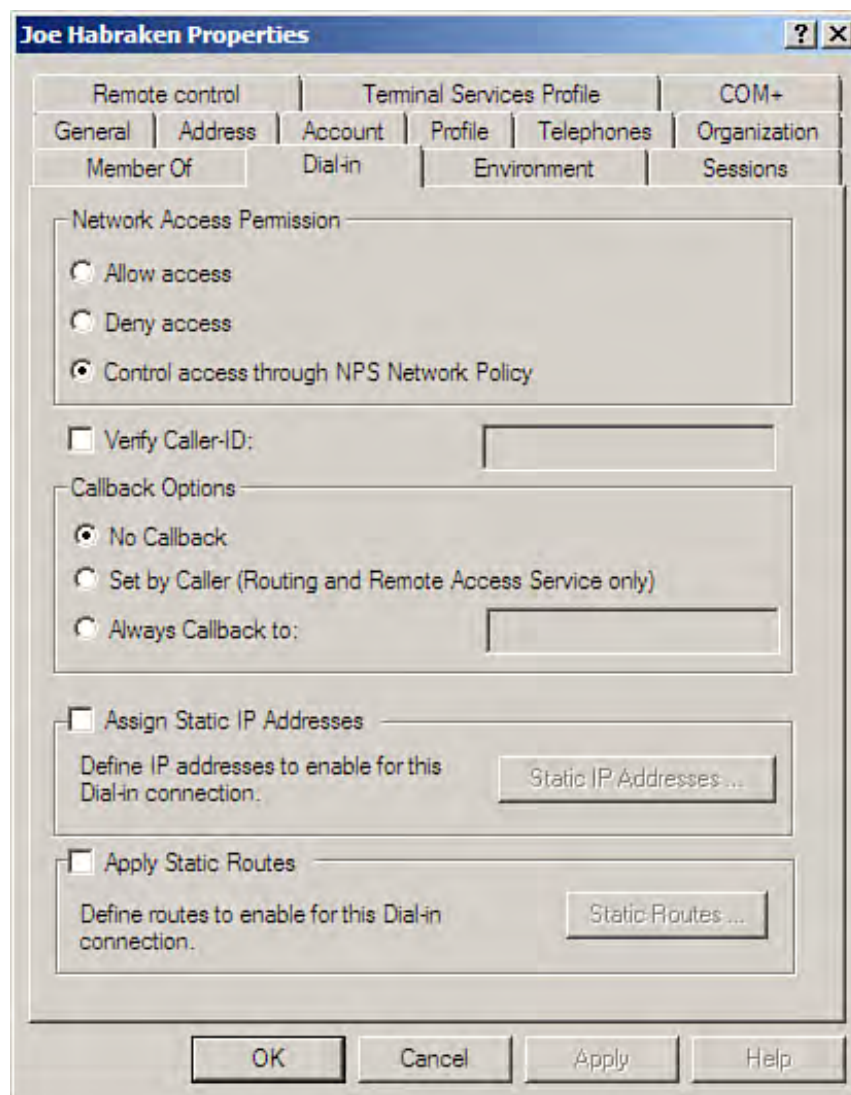 Joe Habraken Properties
Remote control Terminal Services Profile COM+
General Address Account Profile Telephones Organization
Member Of Dial-in Environment Sessions
Network Access Permission
Allow access
Deny access
Control access through NPS Network Policy
Verify Caller-ID:
Callback Options
No Callback
Set by Caller (Routing and Remote Access Service only)
Always Callback to:
Assign Static IP Addresses
Define IP addresses to enable for this
Dial-in connection.
Static IP Addresses ...
Apply Static Routes
Define routes to enable for this Dial-in
connection.
Static Routes ...
OK Cancel Apply Help